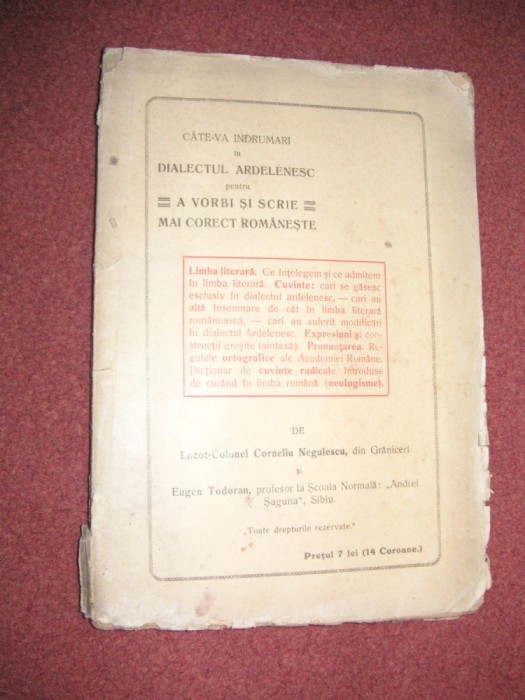 CÂTE-VA INDRUMARI
in
DIALECTUL ARDELENESC
pentru
A VORBI ȘI SCRIE
MAI CORECT ROMÂNEȘTE
Limba literară. Ce înțelegem și ce admitem
în limba literară. Cuvinte: cari se găsesc
esclusiv în dialectul ardelenesc, — cari au
altă însemnare de cât în limba literară
românească, — cari au suferit modificări
în dialectul Ardelenesc. Expresiuni și con-
strucții greșite (sintaxă). Pronunțarea. Re-
gulele ortografice ale Academiei Române.
Dicționar de cuvinte radicale introduse
de curând în limba română (neologisme).
DE
Locot-Colonel Corneliu Negulescu, din Grăniceri
și
Eugen Todoran, profesor la Școala Normală: „Andrei
Șaguna", Sibiu.
„Toate drepturile rezervate."
Prețul 7 lei (14 Coroane.)